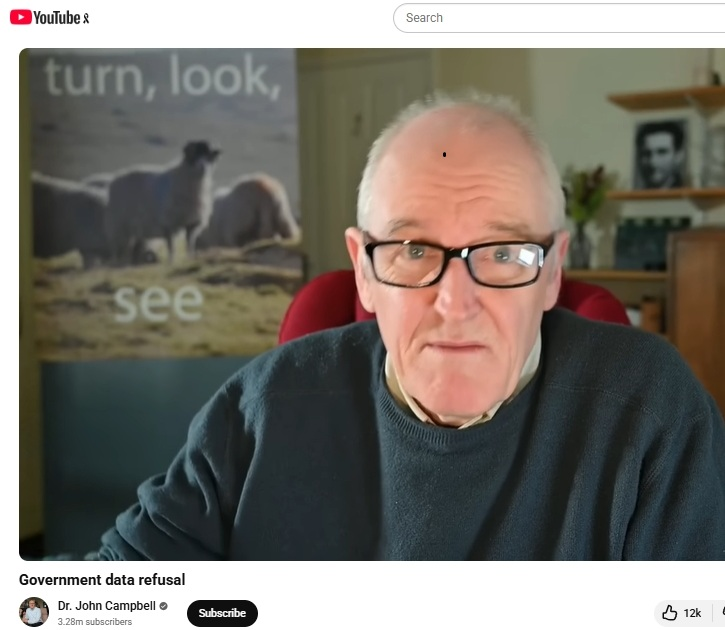 YouTube
Search
turn, look,
see
Government data refusal
Dr. John Campbell
3.28m subscribers
Subscribe
12k